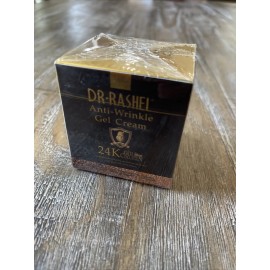 DR·RASHEL
Anti-Wrinkle
Gel Cream
24K